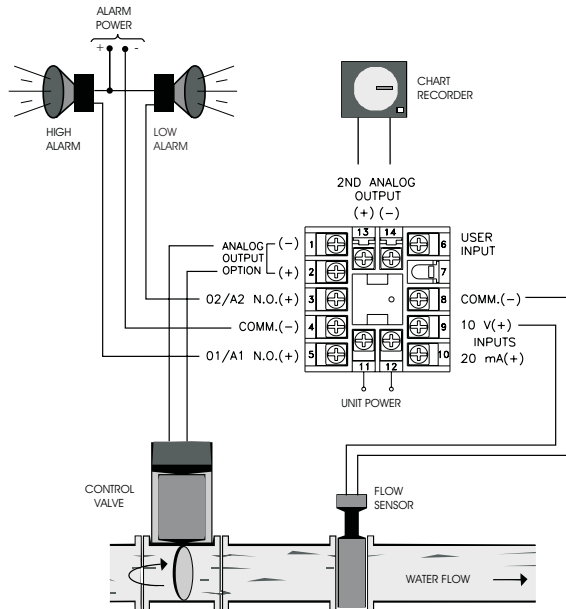 ALARM
POWER
+ -
HIGH
ALARM
LOW
ALARM
CHART
RECORDER
2ND ANALOG
OUTPUT
(+) (-)
13 14
ANALOG
OUTPUT
OPTION
(-)
(+)
1
2
3
4
5
6
7
8
9
10
11 12
USER
INPUT
O2/A2 N.O.(+)
COMM.(-)
O1/A1 N.O.(+)
COMM.(-)
10 V(+)
INPUTS
20 mA(+)
UNIT POWER
CONTROL
VALVE
FLOW
SENSOR
WATER FLOW